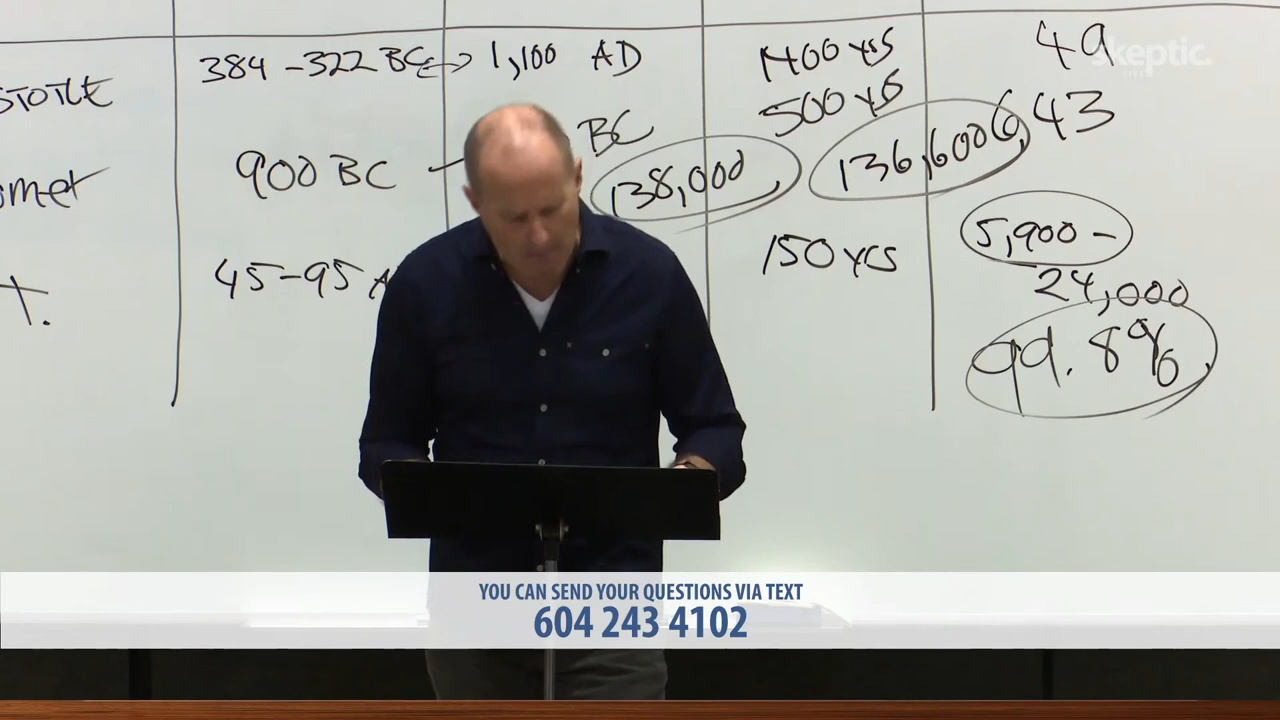 STOTLE 384-322 BC → 1,100 AD 1400 yrs 49
skeptic.
LIVE
omer 900 BC - BC 500 yrs 643
138,000 136,600
N.T. 45-95 A 150 yrs 5,900 -
24,000
99.8%
YOU CAN SEND YOUR QUESTIONS VIA TEXT
604 243 4102